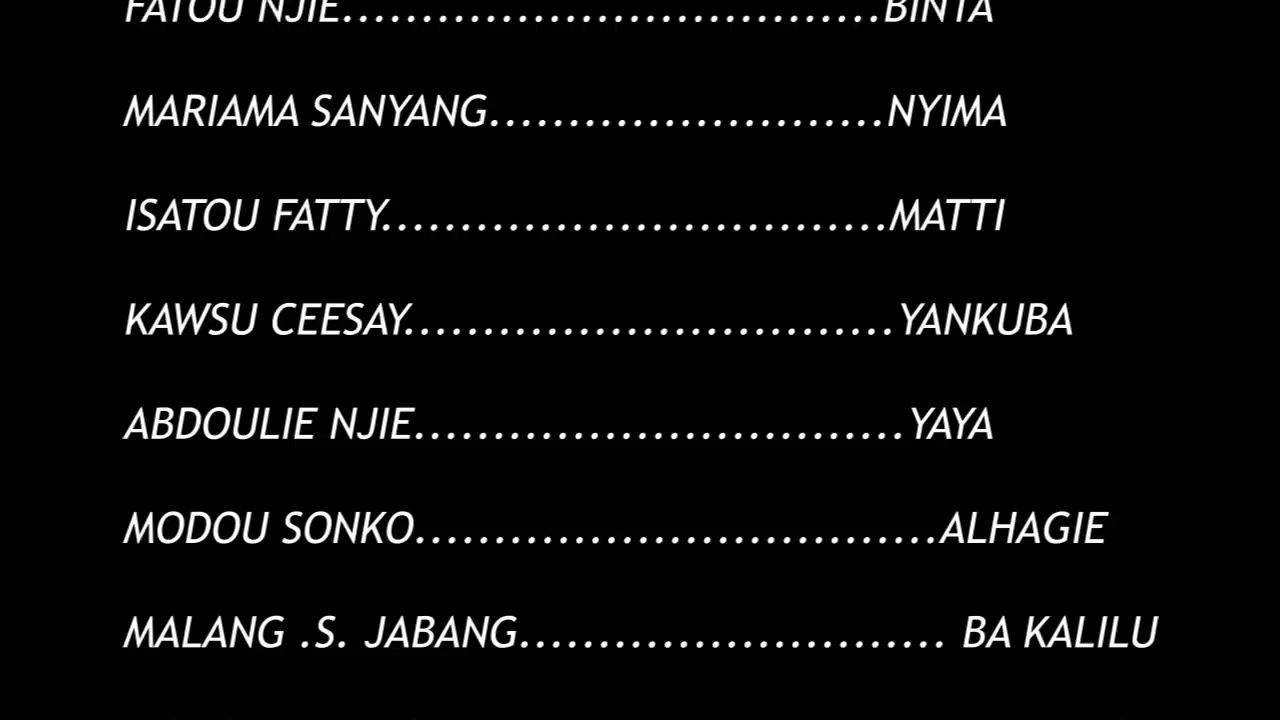 FATOU NJIE..................................BINTA
MARIAMA SANYANG.........................NYIMA
ISATOU FATTY................................MATTI
KAWSU CEESAY...............................YANKUBA
ABDOULIE NJIE...............................YAYA
MODOU SONKO.................................ALHAGIE
MALANG .S. JABANG........................... BA KALILU